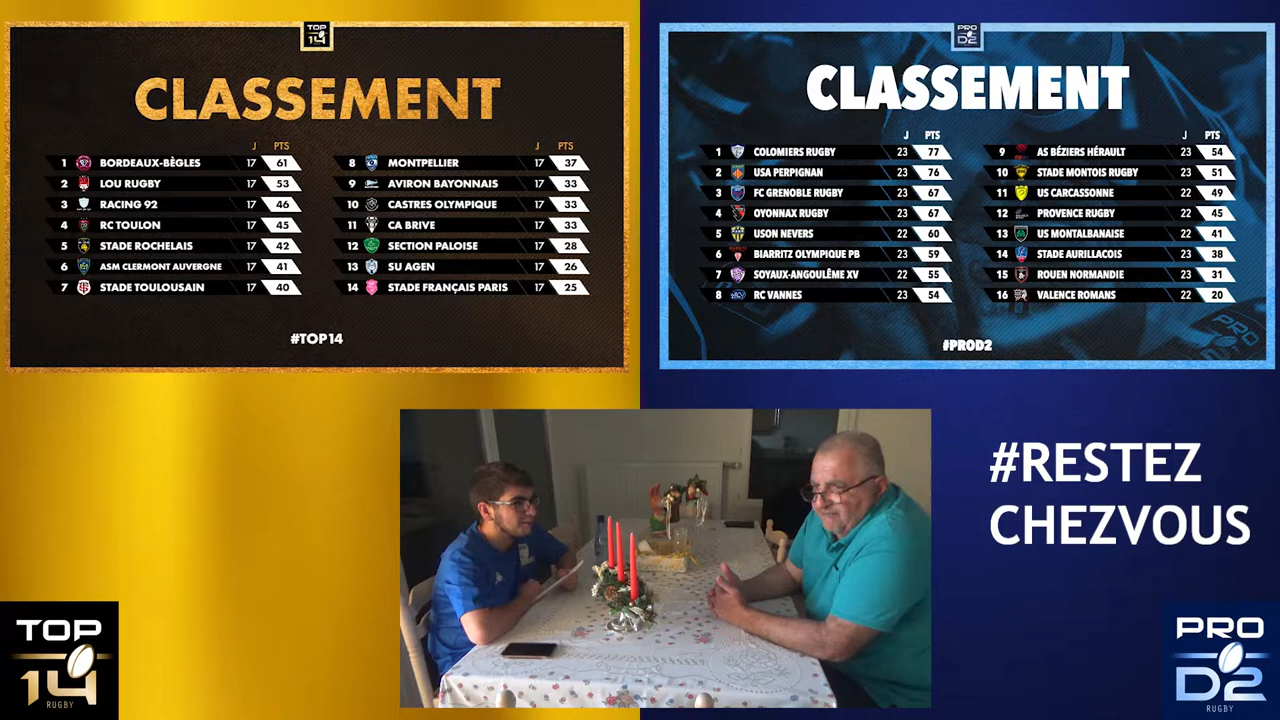 TOP
14
CLASSEMENT
J PTS J PTS
1 BORDEAUX-BÈGLES 17 61
2 LOU RUGBY 17 53
3 RACING 92 17 46
4 RC TOULON 17 45
5 STADE ROCHELAIS 17 42
6 ASM CLERMONT AUVERGNE 17 41
7 STADE TOULOUSAIN 17 40
8 MONTPELLIER 17 37
9 AVIRON BAYONNAIS 17 33
10 CASTRES OLYMPIQUE 17 33
11 CA BRIVE 17 33
12 SECTION PALOISE 17 28
13 SU AGEN 17 26
14 STADE FRANÇAIS PARIS 17 25
#TOP14
PRO
D2
CLASSEMENT
J PTS J PTS
1 COLOMIERS RUGBY 23 77
2 USA PERPIGNAN 23 76
3 FC GRENOBLE RUGBY 23 67
4 OYONNAX RUGBY 23 67
5 USON NEVERS 22 60
6 BIARRITZ OLYMPIQUE PB 23 59
7 SOYAUX-ANGOULÊME XV 22 55
8 RC VANNES 23 54
9 AS BÉZIERS HÉRAULT 23 54
10 STADE MONTOIS RUGBY 23 51
11 US CARCASSONNE 22 49
12 PROVENCE RUGBY 22 45
13 US MONTALBANAISE 22 41
14 STADE AURILLACOIS 23 38
15 ROUEN NORMANDIE 23 31
16 VALENCE ROMANS 22 20
PRO
D2
#PROD2
#RESTEZ
CHEZVOUS
TOP
14
RUGBY
PRO
D2
RUGBY